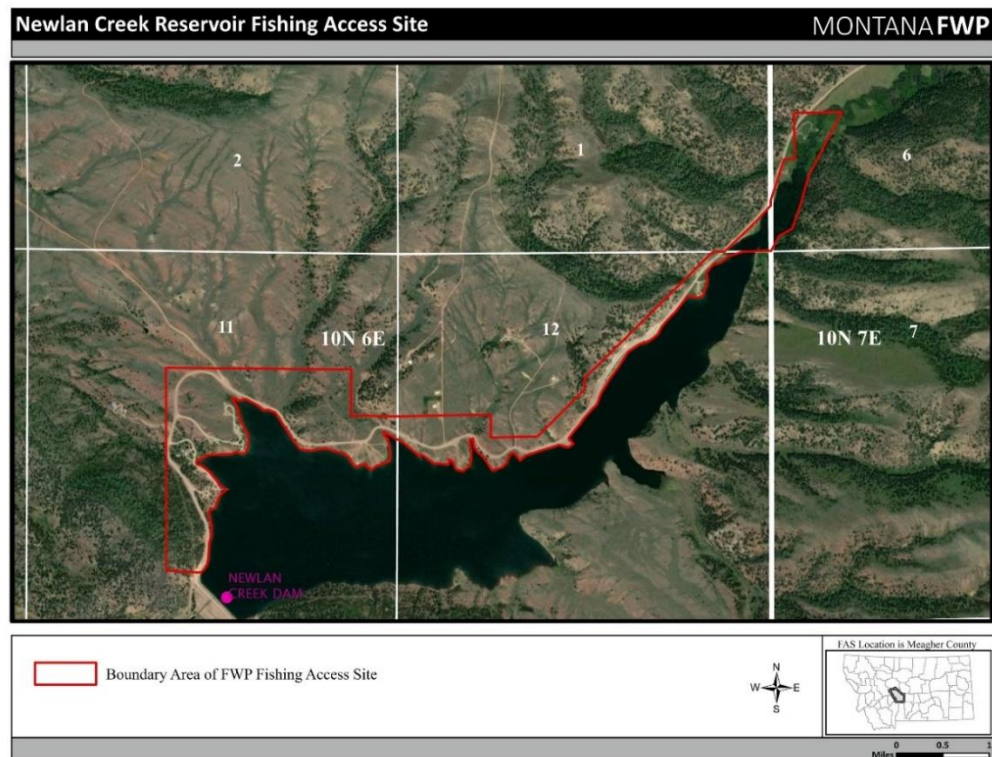 Newlan Creek Reservoir Fishing Access Site
MONTANA FWP
2
1
6
11
10N 6E
12
10N 7E
7
NEWLAN
CREEK DAM
Boundary Area of FWP Fishing Access Site
N
W
E
S
FAS Location is Meagher County
0
0.5
1
Miles